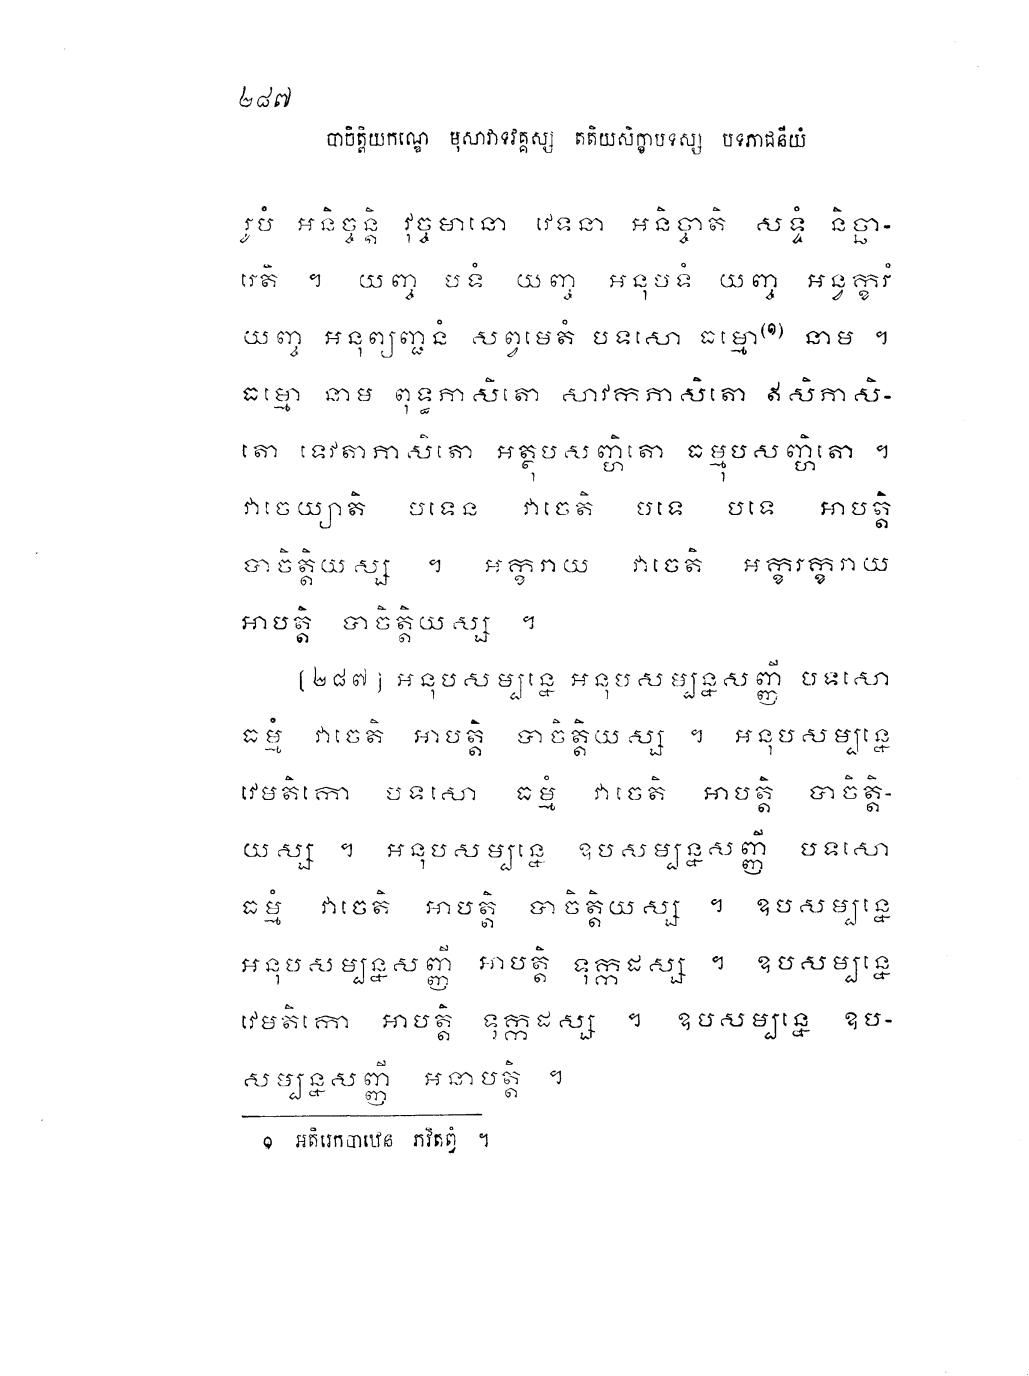 ២៨៧
បាចិត្តិយកណ្ឌេ មុសាវាទវគ្គស្ស តតិយសិក្ខាបទស្ស បទភាជនីយំ
រូបំ អនិច្ចន្តិ វុច្ចមានោ វេទនា អនិច្ចាតិ សទ្ទំ និច្ឆា-
រេតិ ។ យញ្ច បទំ យញ្ច អនុបទំ យញ្ច អន្វក្ខរំ
យញ្ច អនុព្យញ្ជនំ សព្វមេតំ បទសោ ធម្មោ(១) នាម ។
ធម្មោ នាម ពុទ្ធភាសិតោ សាវកភាសិតោ ឥសិភាសិ-
តោ ទេវតាភាសិតោ អត្ថុបសញ្ហិតោ ធម្មុបសញ្ហិតោ ។
វាចេយ្យាតិ បទេន វាចេតិ បទេ បទេ អាបត្តិ
បាចិត្តិយស្ស ។ អក្ខរាយ វាចេតិ អក្ខរក្ខរាយ
អាបត្តិ បាចិត្តិយស្ស ។
[២៨៧] អនុបសម្បន្នេ អនុបសម្បន្នសញ្ញី បទសោ
ធម្មំ វាចេតិ អាបត្តិ បាចិត្តិយស្ស ។ អនុបសម្បន្នេ
វេមតិកោ បទសោ ធម្មំ វាចេតិ អាបត្តិ បាចិត្តិ-
យស្ស ។ អនុបសម្បន្នេ ឧបសម្បន្នសញ្ញី បទសោ
ធម្មំ វាចេតិ អាបត្តិ បាចិត្តិយស្ស ។ ឧបសម្បន្នេ
អនុបសម្បន្នសញ្ញី អាបត្តិ ទុក្កដស្ស ។ ឧបសម្បន្នេ
វេមតិកោ អាបត្តិ ទុក្កដស្ស ។ ឧបសម្បន្នេ ឧប-
សម្បន្នសញ្ញី អនាបត្តិ ។
១ អតិរេកបាឋេន ភវិតព្វំ ។